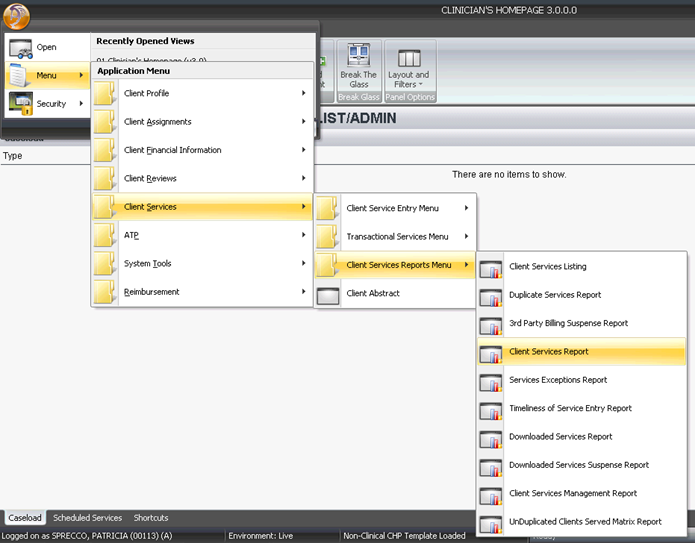 CLINICIAN'S HOMEPAGE 3.0.0.0
Open
Menu
Security
Recently Opened Views
Application Menu
Client Profile
Client Assignments
Client Financial Information
Client Reviews
Client Services
ATP
System Tools
Reimbursement
Break The
Glass
Break Glass
Layout and
Filters
Panel Options
LIST/ADMIN
Type
There are no items to show.
Client Service Entry Menu
Transactional Services Menu
Client Services Reports Menu
Client Abstract
Client Services Listing
Duplicate Services Report
3rd Party Billing Suspense Report
Client Services Report
Services Exceptions Report
Timeliness of Service Entry Report
Downloaded Services Report
Downloaded Services Suspense Report
Client Services Management Report
UnDuplicated Clients Served Matrix Report
Caseload Scheduled Services Shortcuts
Logged on as SPRECCO, PATRICIA (00113) (A) Environment: Live Non-Clinical CHP Template Loaded